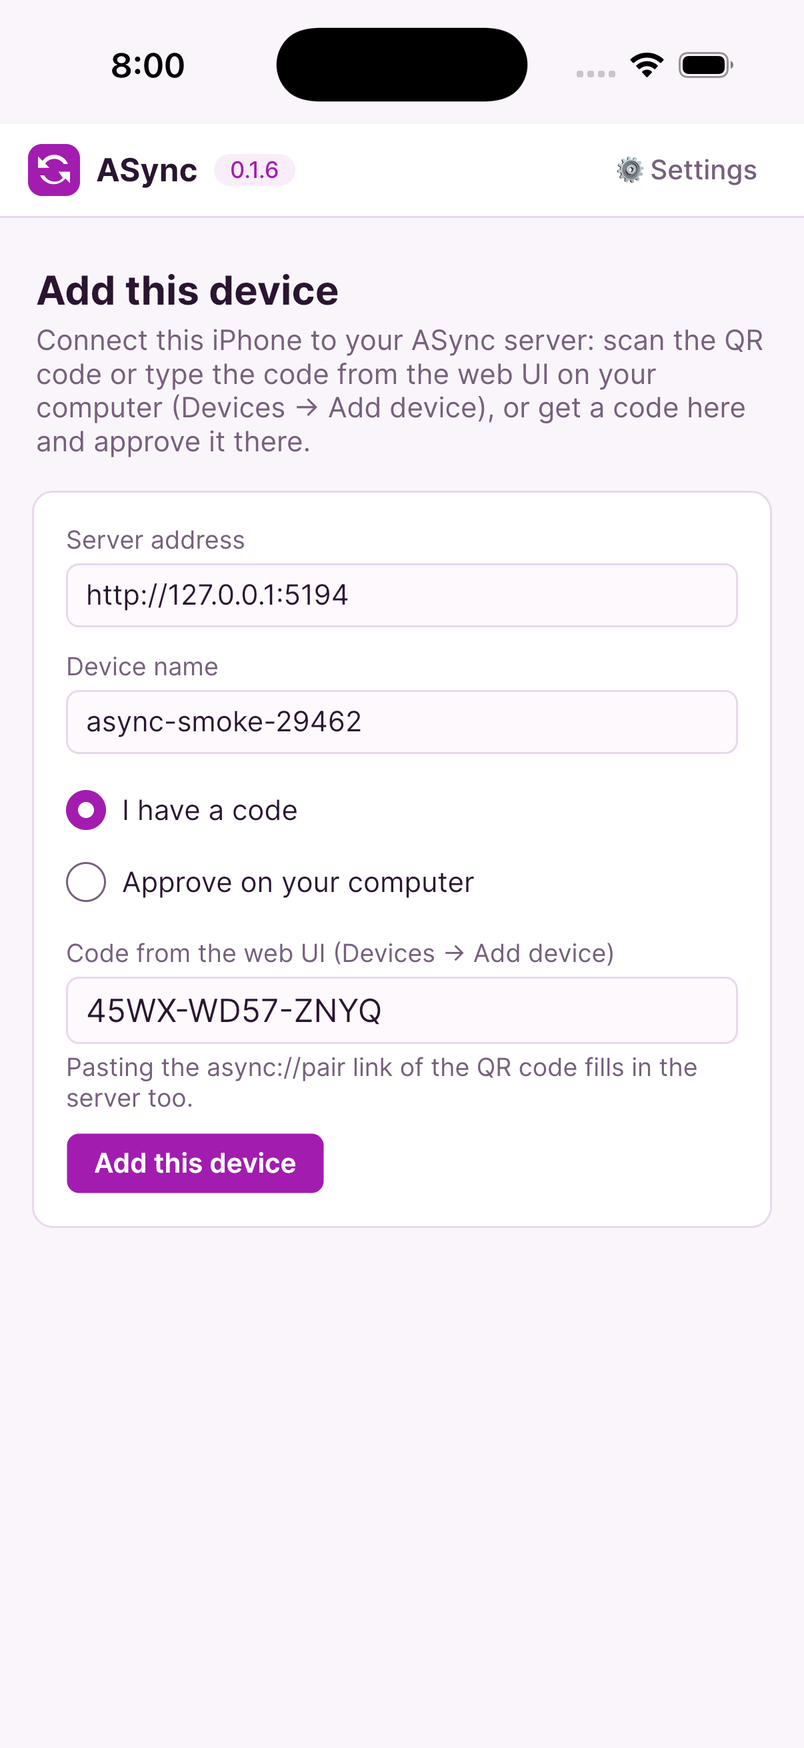 8:00
ASync 0.1.6 Settings
Add this device
Connect this iPhone to your ASync server: scan the QR
code or type the code from the web UI on your
computer (Devices → Add device), or get a code here
and approve it there.
Server address
http://127.0.0.1:5194
Device name
async-smoke-29462
I have a code
Approve on your computer
Code from the web UI (Devices → Add device)
45WX-WD57-ZNYQ
Pasting the async://pair link of the QR code fills in the
server too.
Add this device